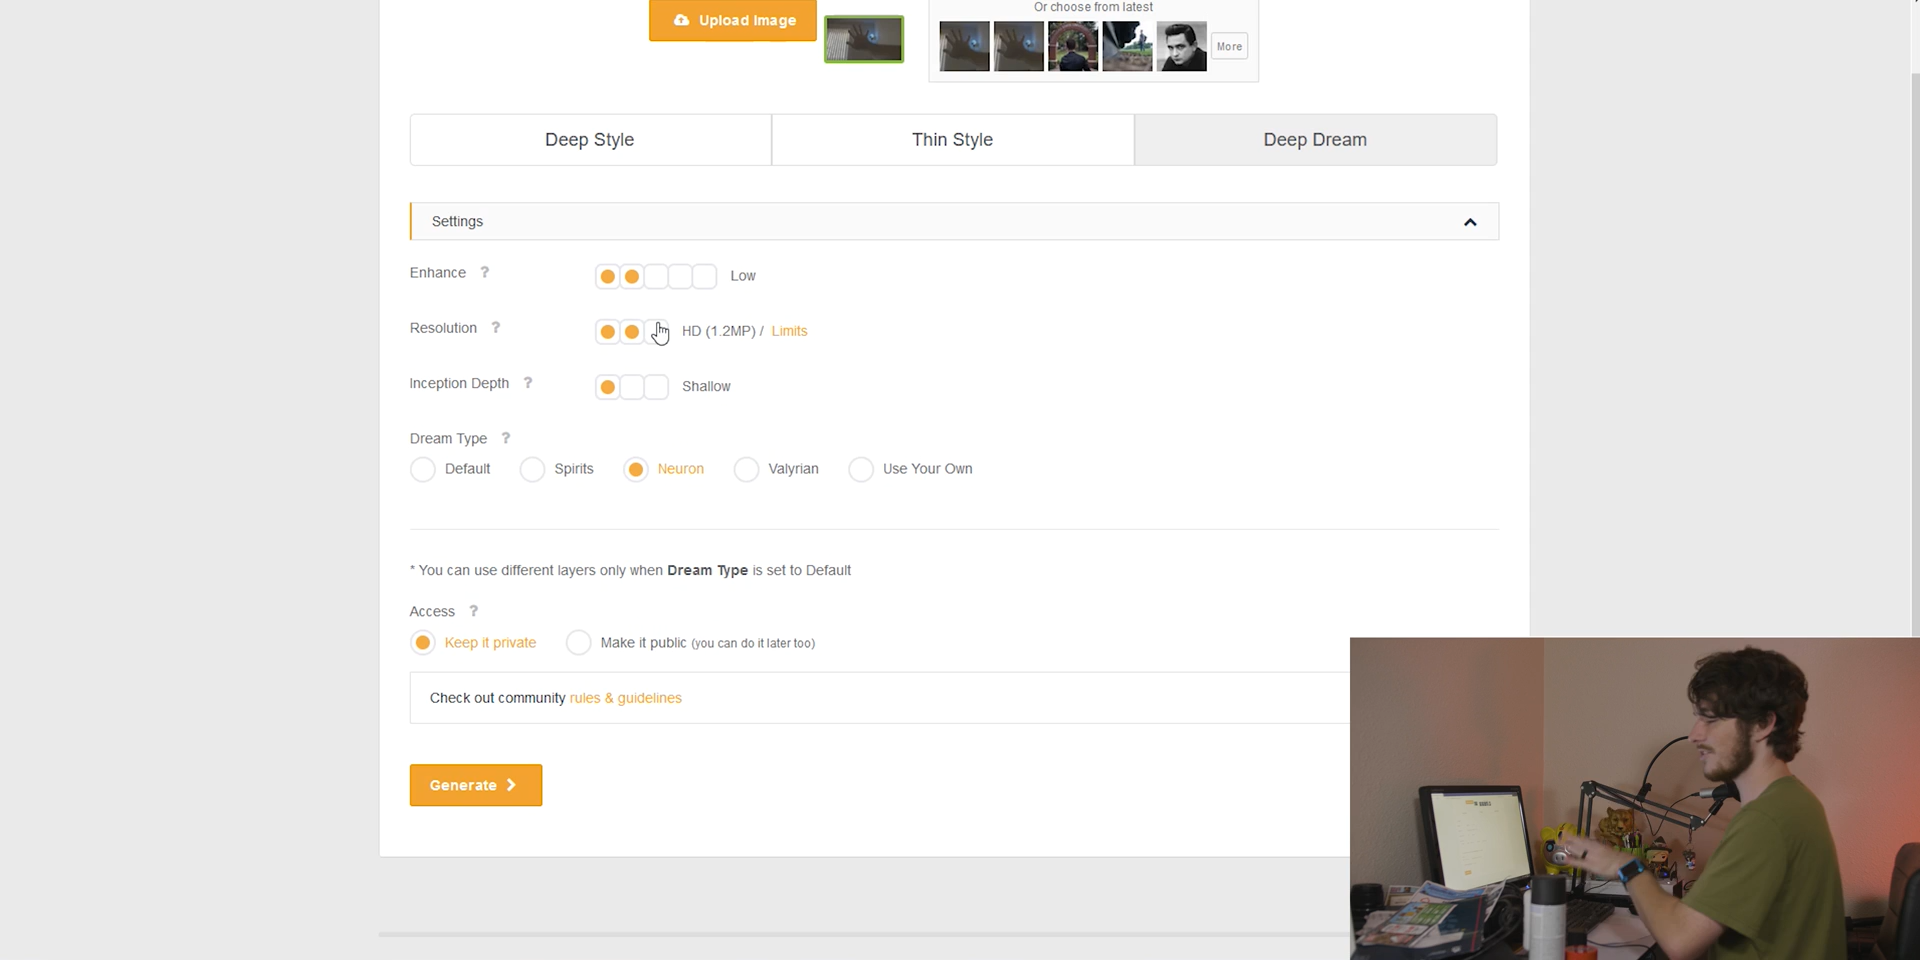 Or choose from latest
Upload Image
More
Deep Style
Thin Style
Deep Dream
Settings
Enhance ?
Low
Resolution ?
HD (1.2MP) / Limits
Inception Depth ?
Shallow
Dream Type ?
Default
Spirits
Neuron
Valyrian
Use Your Own
* You can use different layers only when Dream Type is set to Default
Access ?
Keep it private
Make it public (you can do it later too)
Check out community rules & guidelines
Generate